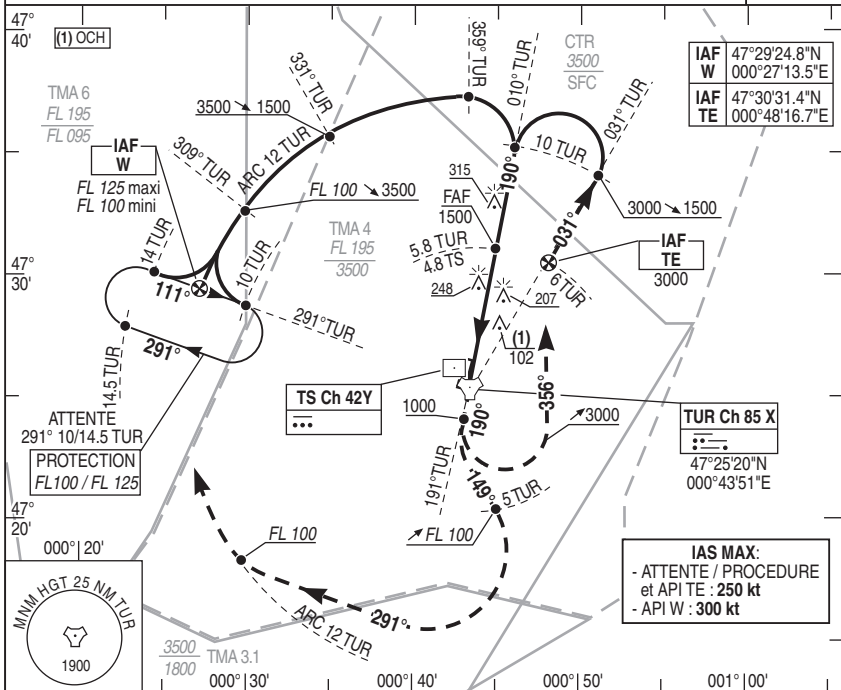 47°
40'
(1) OCH
TMA 6
FL 195
FL 095
IAF
W
FL 125 maxi
FL 100 mini
309° TUR
3500 ↘ 1500
331° TUR
ARC 12 TUR
359° TUR
010° TUR
CTR
3500
SFC
031° TUR
10 TUR
IAF W 47°29'24.8"N
000°27'13.5"E
IAF TE 47°30'31.4"N
000°48'16.7"E
FL 100 ↘ 3500
315
190°
FAF
1500
TMA 4
FL 195
3500
5.8 TUR
4.8 TS
3000 ↘ 1500
031°
IAF
TE
3000
6 TUR
47°
30'
14 TUR
111°
10 TUR
291° TUR
291°
14.5 TUR
248
207
(1)
102
ATTENTE
291° 10/14.5 TUR
PROTECTION
FL100 / FL 125
TS Ch 42Y
1000
190°
356°
↗3000
TUR Ch 85 X
47°25'20"N
000°43'51"E
191° TUR
149°
5 TUR
↗ FL 100
47°
20'
000° 20'
FL 100
ARC 12 TUR
291°
IAS MAX:
- ATTENTE / PROCEDURE
et API TE : 250 kt
- API W : 300 kt
MNM HGT 25 NM TUR
1900
3500
1800
TMA 3.1
000° 30'
000° 40'
000° 50'
001° 00'